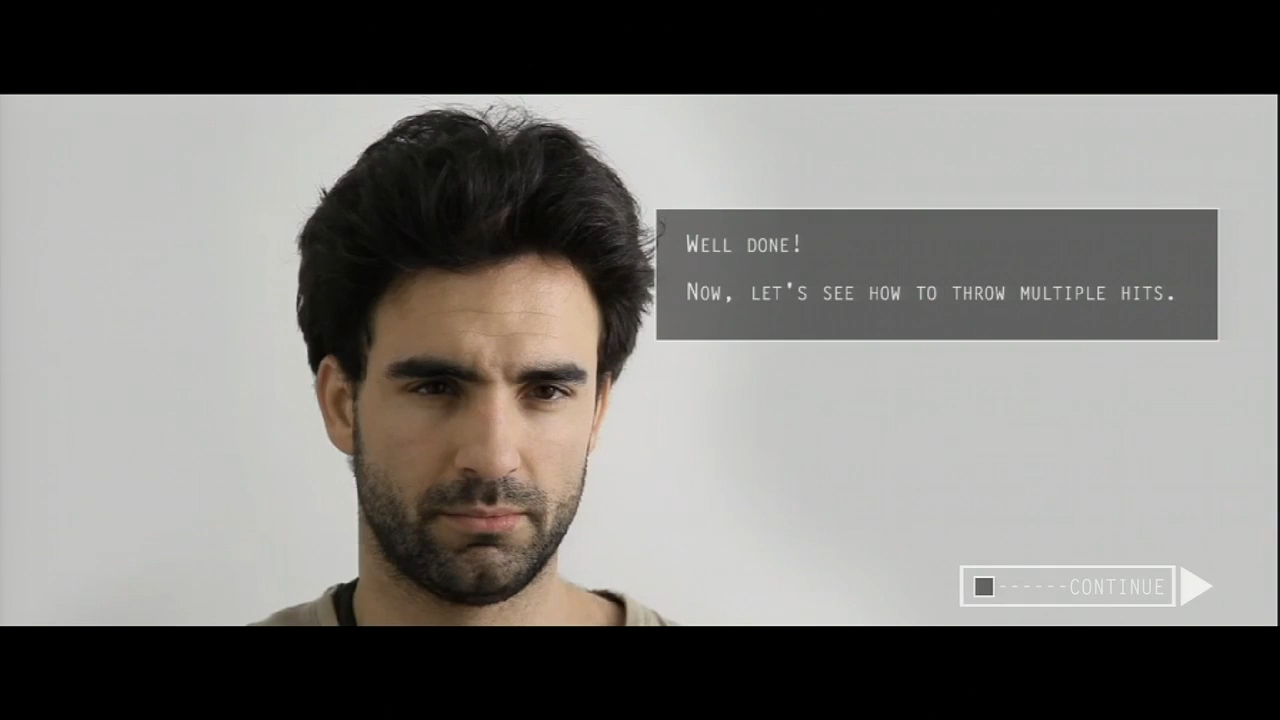 WELL DONE!
NOW, LET'S SEE HOW TO THROW MULTIPLE HITS.
------CONTINUE